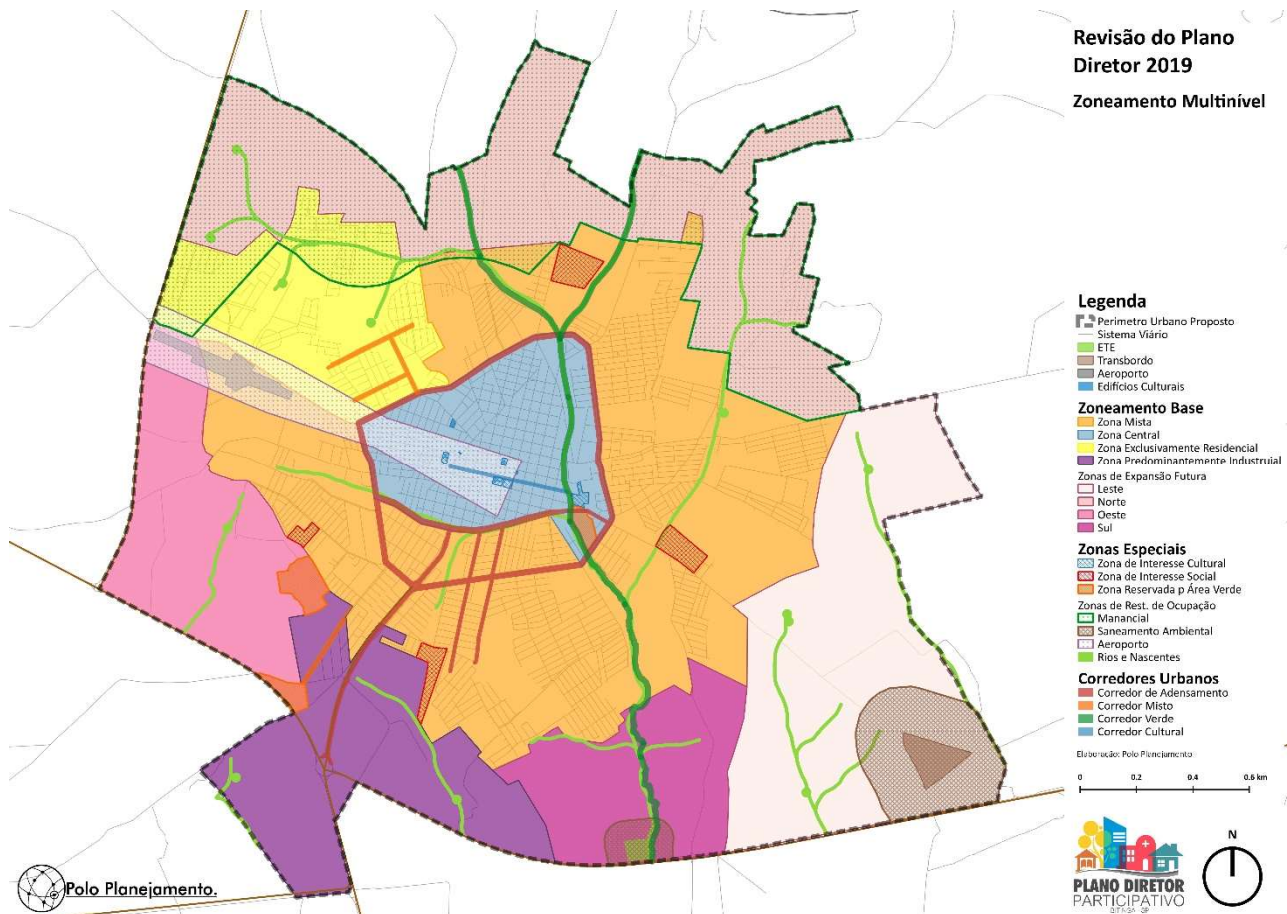 Revisão do Plano
Diretor 2019
Zoneamento Multinível
Legenda
Perimetro Urbano Proposto
Sistema Viário
ETE
Transbordo
Aeroporto
Edifícios Culturais
Zoneamento Base
Zona Mista
Zona Central
Zona Exclusivamente Residencial
Zona Predominantemente Industruial
Zonas de Expansão Futura
Leste
Norte
Oeste
Sul
Zonas Especiais
Zona de Interesse Cultural
Zona de Interesse Social
Zona Reservada p Área Verde
Zonas de Rest. de Ocupação
Manancial
Saneamento Ambiental
Aeroporto
Rios e Nascentes
Corredores Urbanos
Corredor de Adensamento
Corredor Misto
Corredor Verde
Corredor Cultural
Elaboração: Polo Planejamento
0 0.2 0.4 0.6 km
PLANO DIRETOR
PARTICIPATIVO
N
Polo Planejamento.